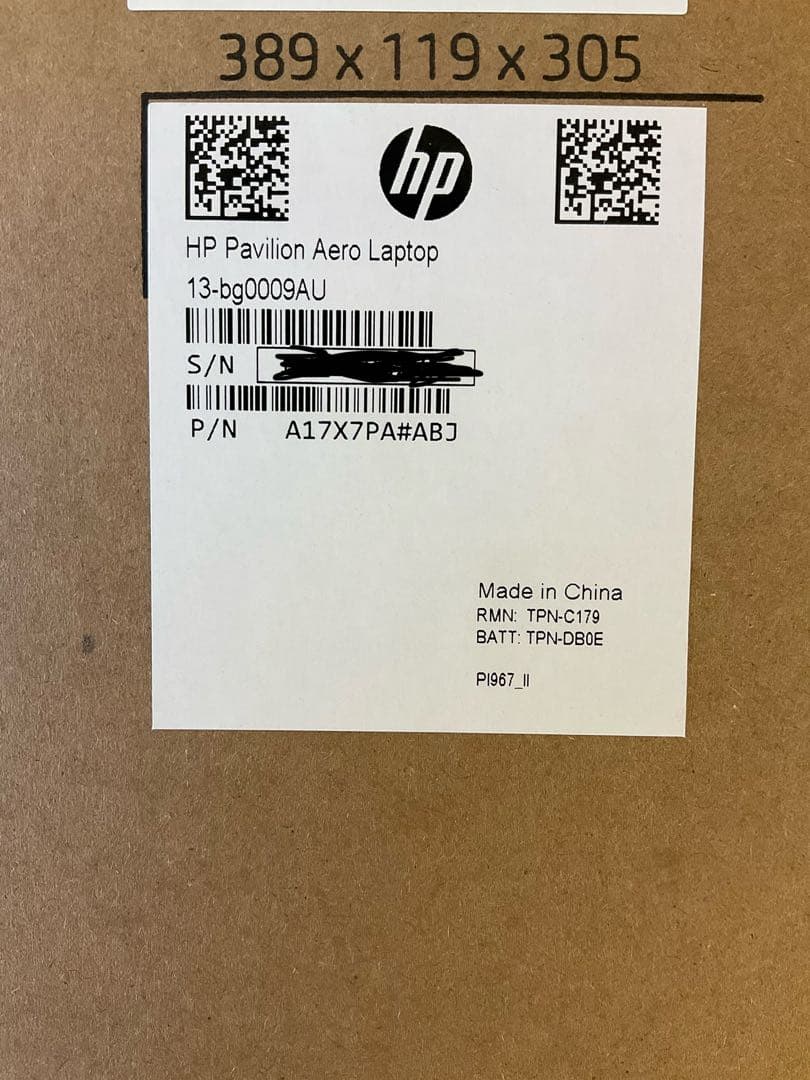 389 x 119 x 305
hp
HP Pavilion Aero Laptop
13-bg0009AU
S/N
P/N A17X7PA#ABJ
Made in China
RMN: TPN-C179
BATT: TPN-DB0E
PI967_II